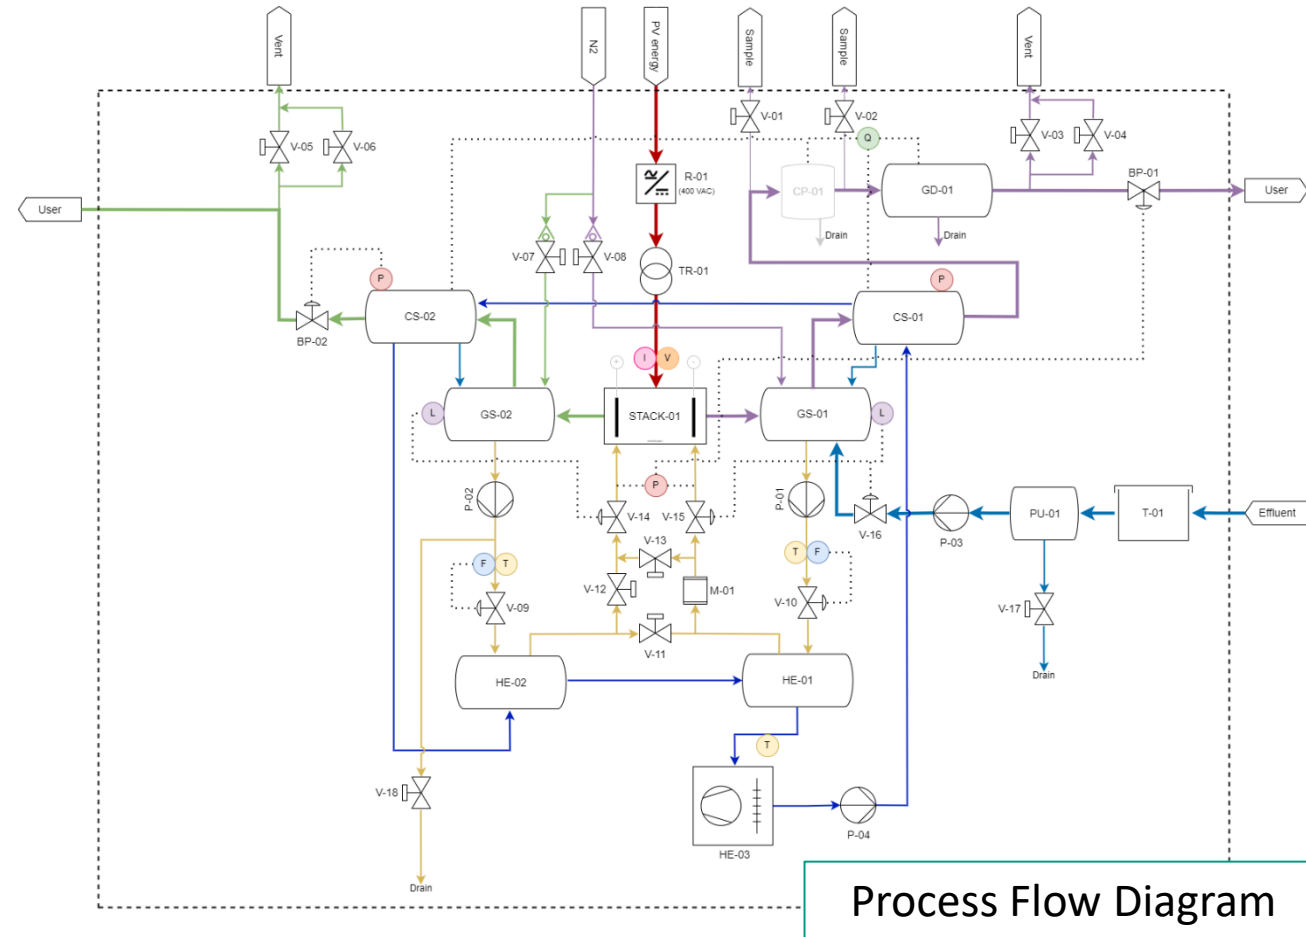 Vent
N2
PV energy
Sample
Sample
Vent
V-01
V-02
V-03
V-04
V-05
V-06
Q
R-01
(400 VAC)
CP-01
GD-01
BP-01
User
User
Drain
Drain
V-07
V-08
TR-01
P
CS-02
P
CS-01
BP-02
I
V
+
-
L
GS-02
STACK-01
GS-01
L
P-02
P
P-01
V-14
V-15
V-16
P-03
PU-01
T-01
Effluent
V-13
F
T
T
F
V-12
M-01
V-09
V-10
V-17
V-11
HE-02
HE-01
Drain
T
V-18
P-04
HE-03
Drain
Process Flow Diagram